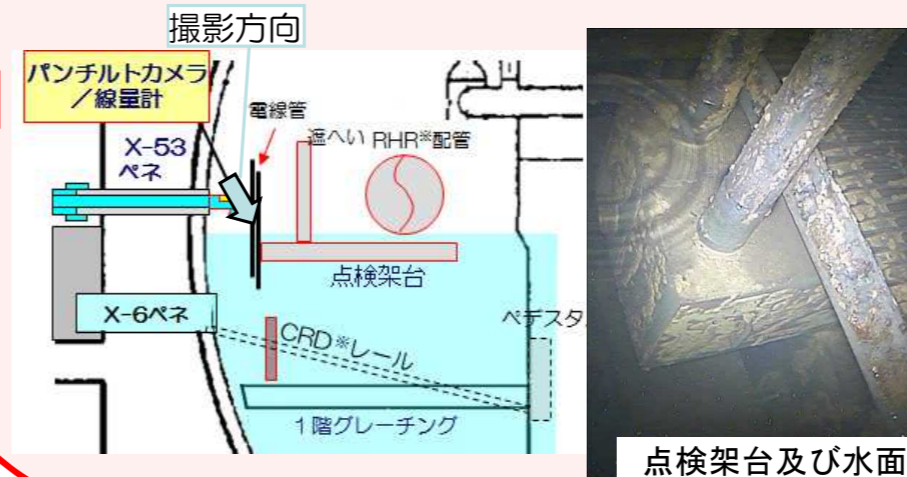 撮影方向
パンチルトカメラ
／線量計
電線管
X-53
ペネ
遮へい
RHR※配管
点検架台
X-6ペネ
CRD※レール
ペデスタ
１階グレーチング
点検架台及び水面